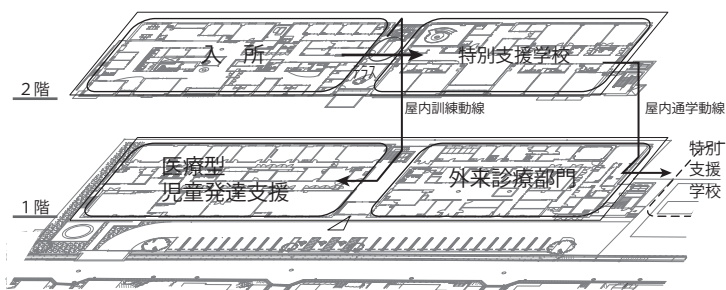 入 所
特別支援学校
2階
屋内訓練動線
屋内通学動線
医療型
児童発達支援
外来診療部門
特別
支援
学校
1階